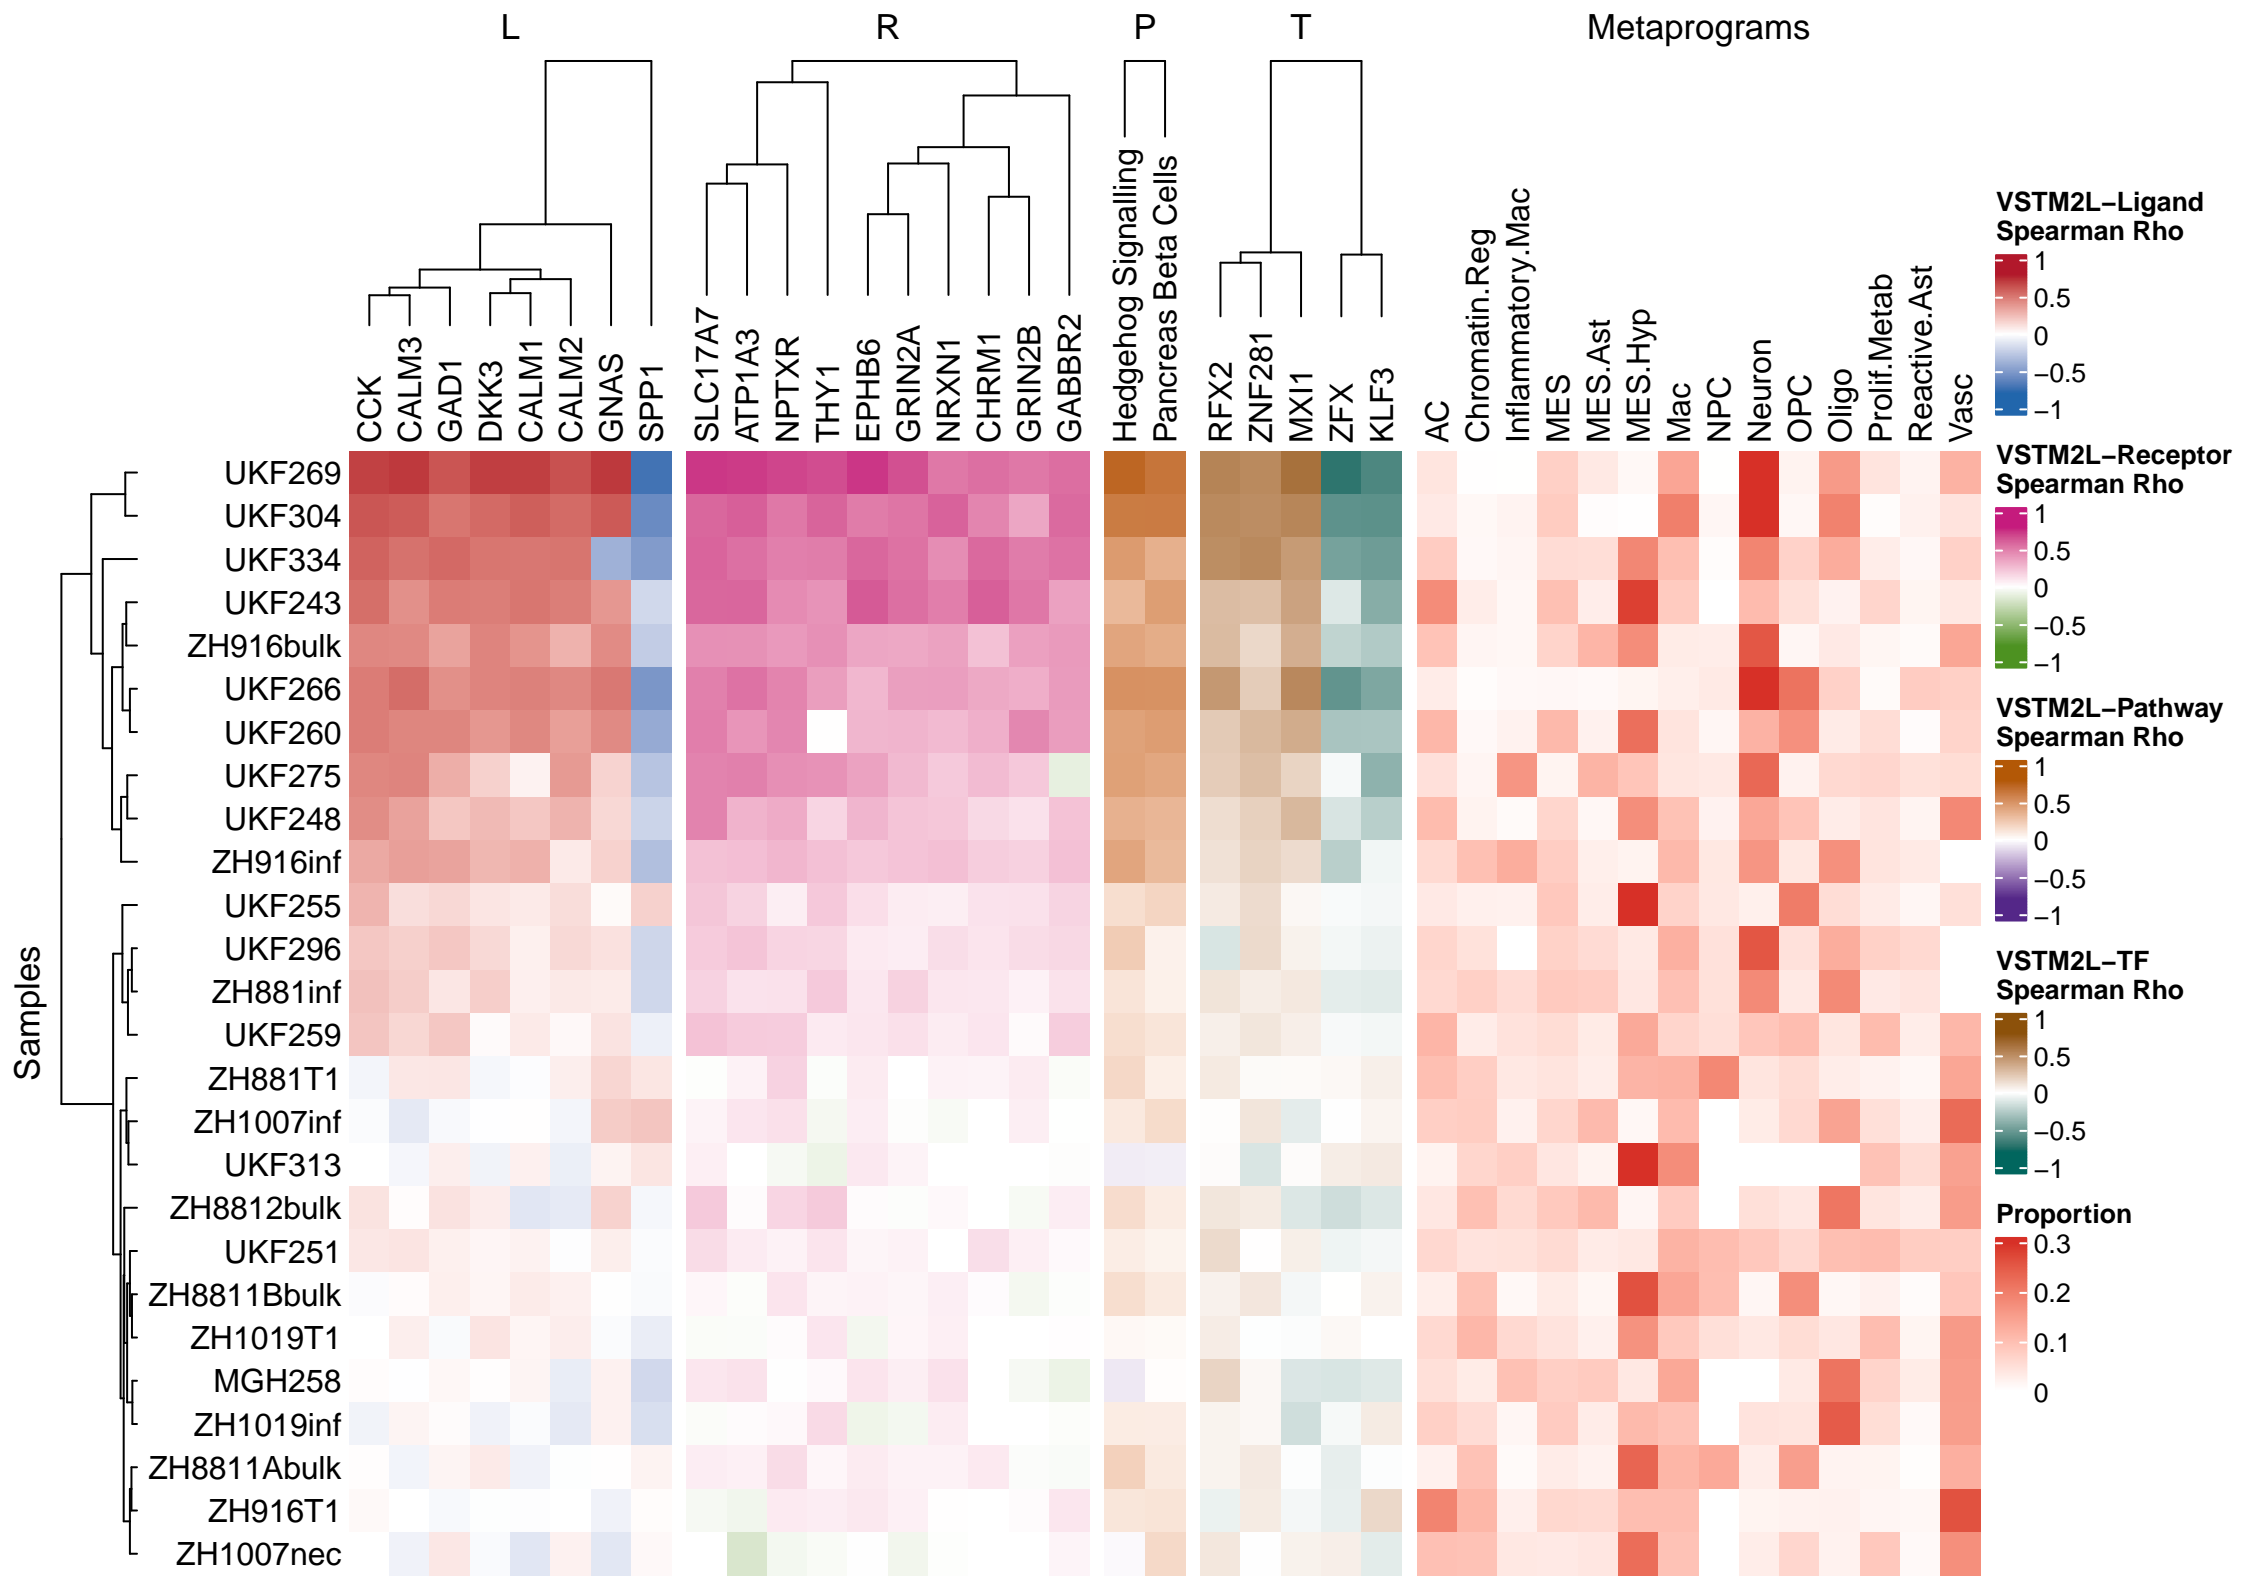 L R P T Metaprograms
CCK CALM3 GAD1 DKK3 CALM1 CALM2 GNAS SPP1
SLC17A7 ATP1A3 NPTXR THY1 EPHB6 GRIN2A NRXN1 CHRM1 GRIN2B GABBR2
Hedgehog Signalling
Pancreas Beta Cells
RFX2 ZNF281 MXI1 ZFX KLF3
AC Chromatin.Reg Inflammatory.Mac MES MES.Ast MES.Hyp Mac NPC Neuron OPC Oligo Prolif.Metab Reactive.Ast Vasc
Samples
UKF269
UKF304
UKF334
UKF243
ZH916bulk
UKF266
UKF260
UKF275
UKF248
ZH916inf
UKF255
UKF296
ZH881inf
UKF259
ZH881T1
ZH1007inf
UKF313
ZH8812bulk
UKF251
ZH8811Bbulk
ZH1019T1
MGH258
ZH1019inf
ZH8811Abulk
ZH916T1
ZH1007nec
VSTM2L−Ligand
Spearman Rho
1
0.5
0
−0.5
−1
VSTM2L−Receptor
Spearman Rho
1
0.5
0
−0.5
−1
VSTM2L−Pathway
Spearman Rho
1
0.5
0
−0.5
−1
VSTM2L−TF
Spearman Rho
1
0.5
0
−0.5
−1
Proportion
0.3
0.2
0.1
0